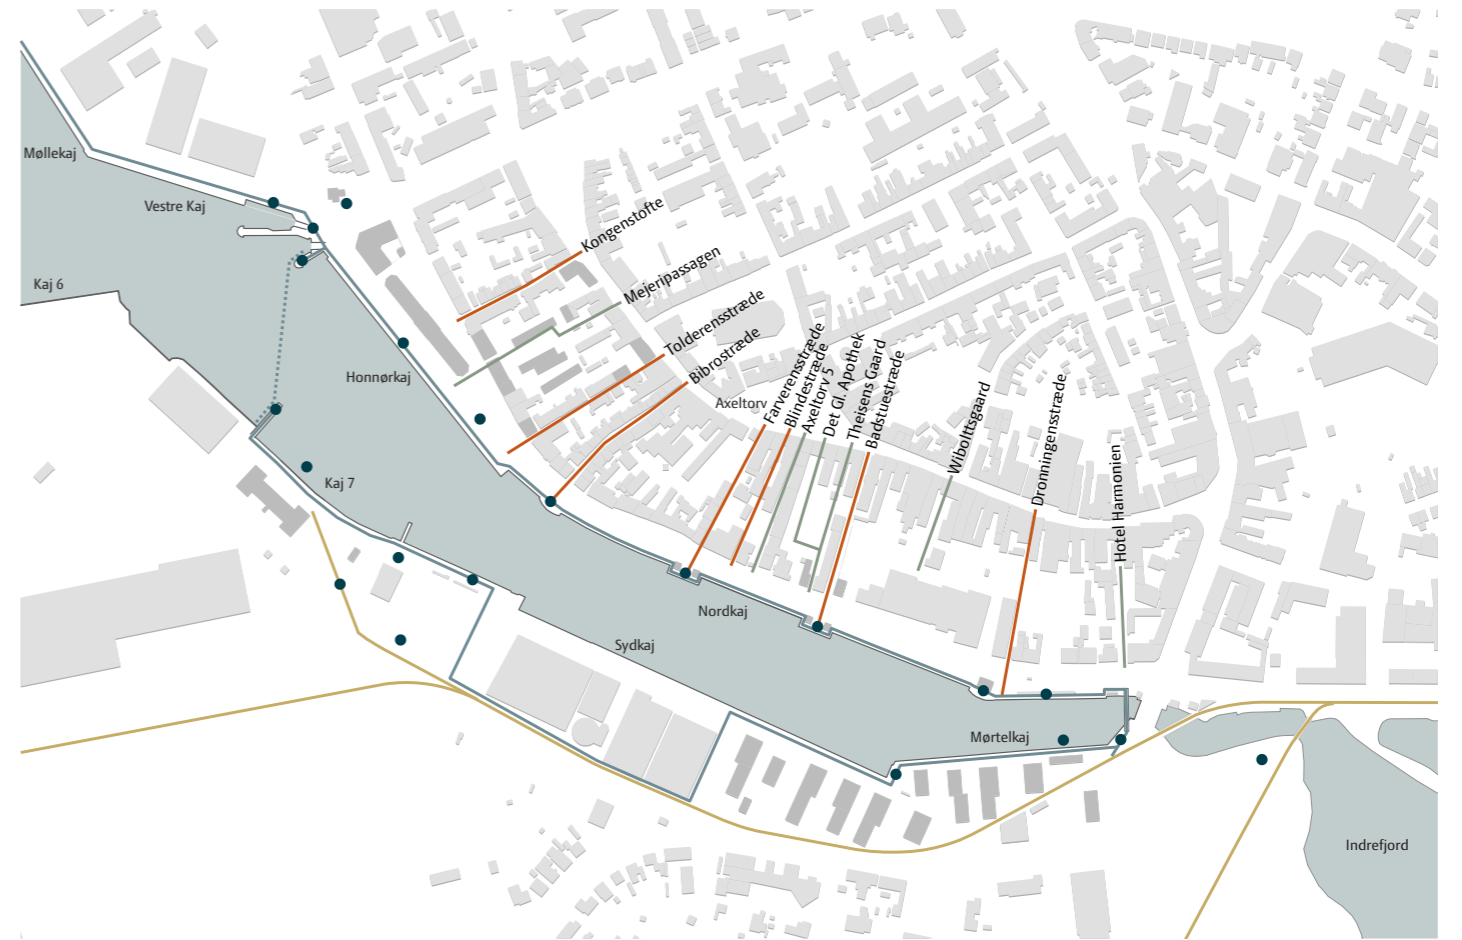 Møllekaj
Vestre Kaj
Kaj 6
Honnørkaj
Kaj 7
Kongenstofte
Mejeripassagen
Tolderensstræde
Bibrostræde
Axeltorv
Farverensstræde
Blindestræde
Axeltorv 5
Det Gl. Apothek
Theisens Gaard
Badstuestræde
Wibolttsgaard
Dronningensstræde
Hotel Harmonien
Nordkaj
Sydkaj
Mørtelkaj
Indrefjord